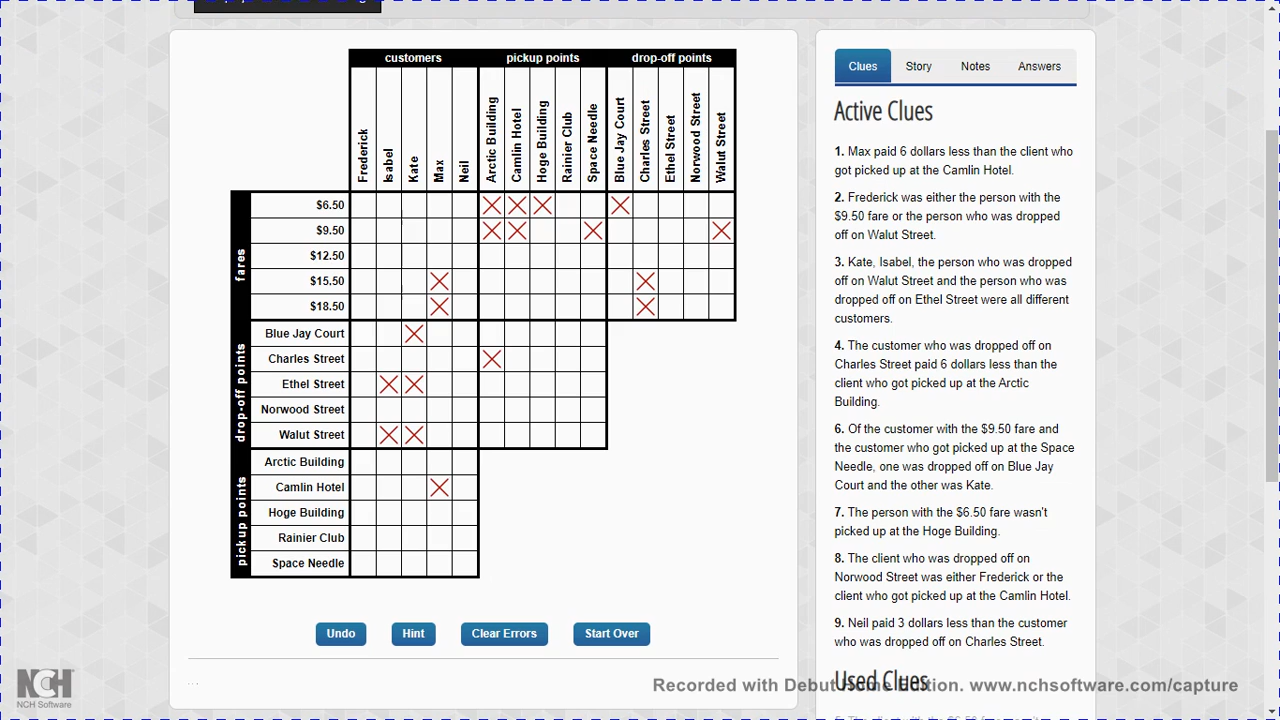 customers pickup points drop-off points
Frederick Isabel Kate Max Neil Arctic Building Camlin Hotel Hoge Building Rainier Club Space Needle Blue Jay Court Charles Street Ethel Street Norwood Street Walut Street
fares
$6.50
$9.50
$12.50
$15.50
$18.50
drop-off points
Blue Jay Court
Charles Street
Ethel Street
Norwood Street
Walut Street
pickup points
Arctic Building
Camlin Hotel
Hoge Building
Rainier Club
Space Needle
Undo Hint Clear Errors Start Over
Clues Story Notes Answers
Active Clues
1. Max paid 6 dollars less than the client who
got picked up at the Camlin Hotel.
2. Frederick was either the person with the
$9.50 fare or the person who was dropped
off on Walut Street.
3. Kate, Isabel, the person who was dropped
off on Walut Street and the person who was
dropped off on Ethel Street were all different
customers.
4. The customer who was dropped off on
Charles Street paid 6 dollars less than the
client who got picked up at the Arctic
Building.
6. Of the customer with the $9.50 fare and
the customer who got picked up at the Space
Needle, one was dropped off on Blue Jay
Court and the other was Kate.
7. The person with the $6.50 fare wasn't
picked up at the Hoge Building.
8. The client who was dropped off on
Norwood Street was either Frederick or the
client who got picked up at the Camlin Hotel.
9. Neil paid 3 dollars less than the customer
who was dropped off on Charles Street.
Used Clues
NCH
NCH Software
Recorded with Debut Home Edition. www.nchsoftware.com/capture